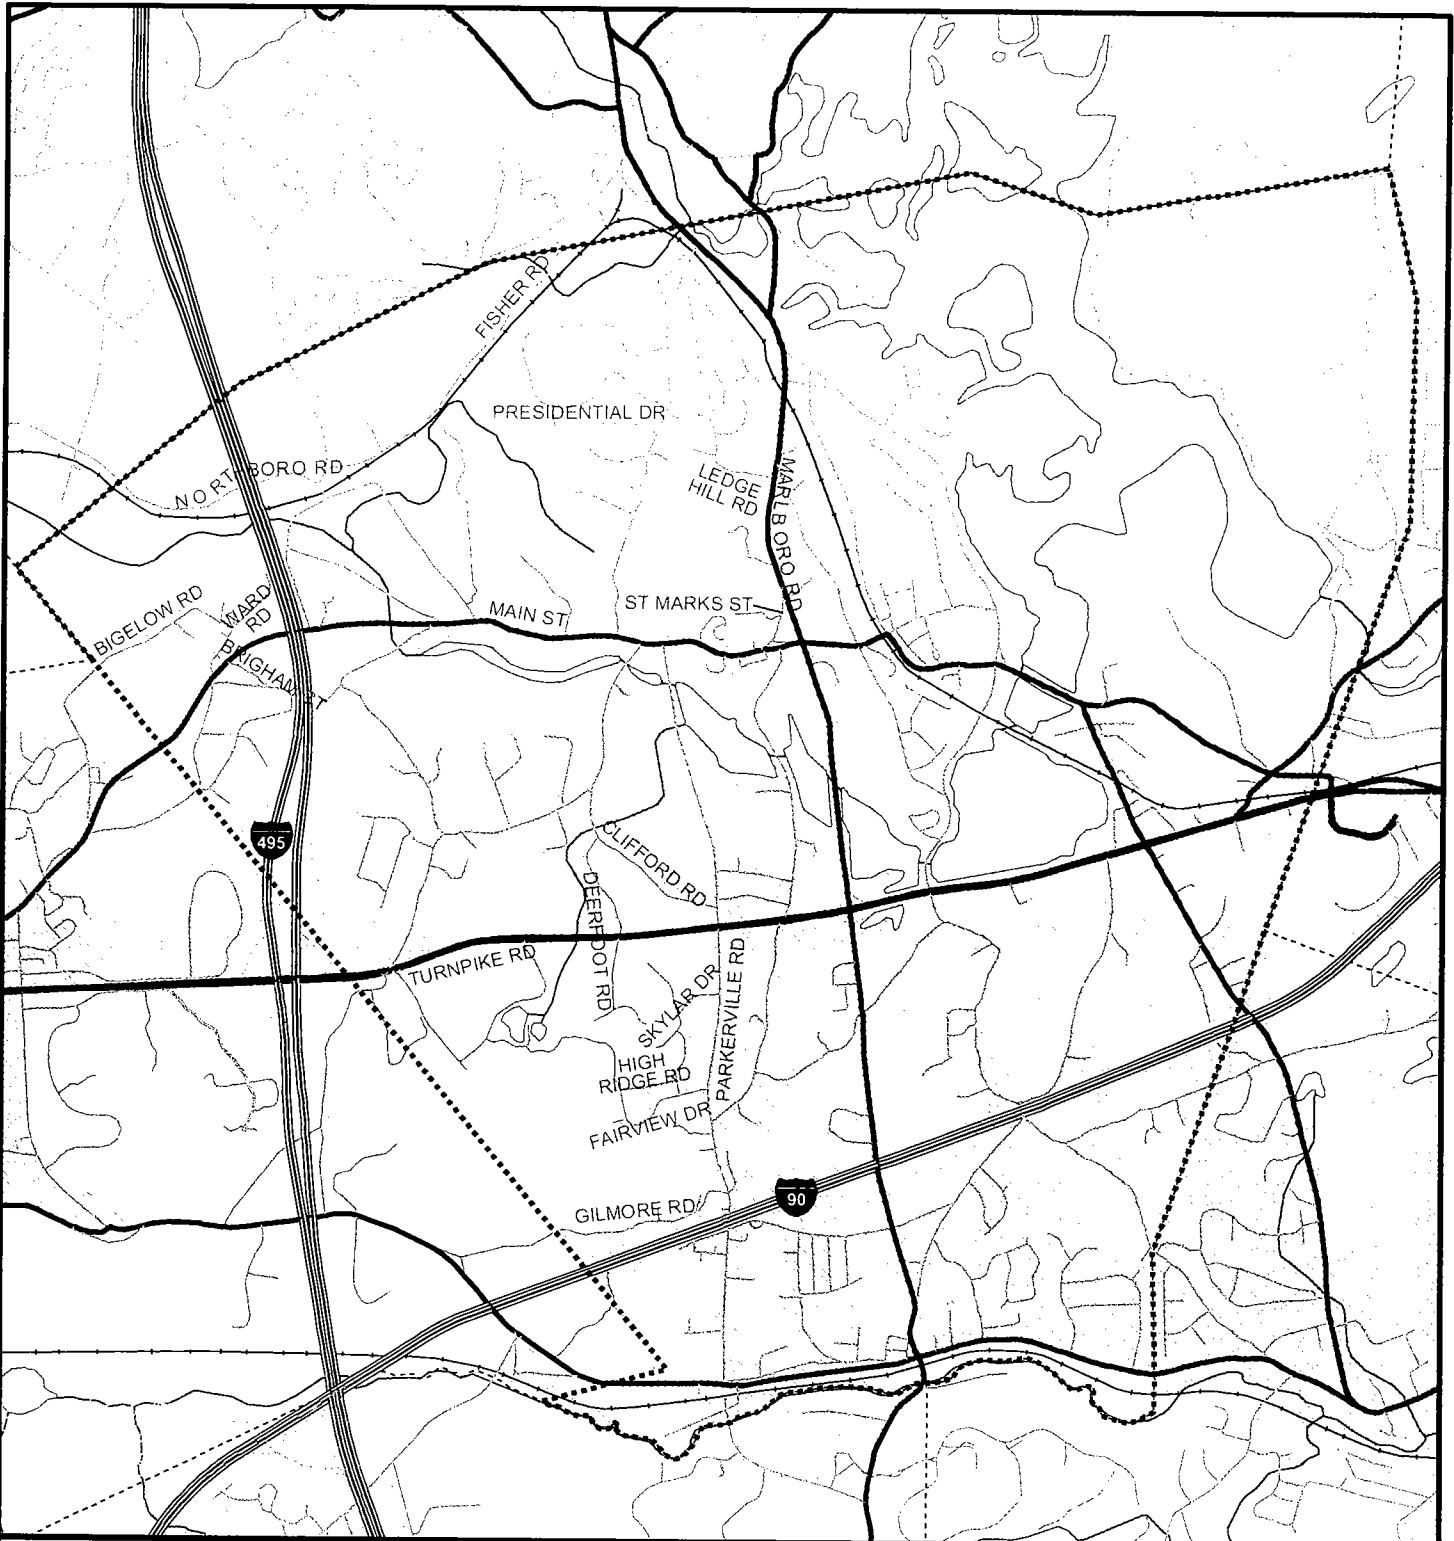 FISHER RD
PRESIDENTIAL DR
NORTHBORO RD
LEDGE
HILL RD
MARLBORO RD
BIGELOW RD
WARD
RD
MAIN ST
ST MARKS ST
BRIGHAM ST
495
CLIFFORD RD
DEERFOOT RD
TURNPIKE RD
SKYLAR DR
PARKERVILLE RD
HIGH
RIDGE RD
FAIRVIEW DR
90
GILMORE RD